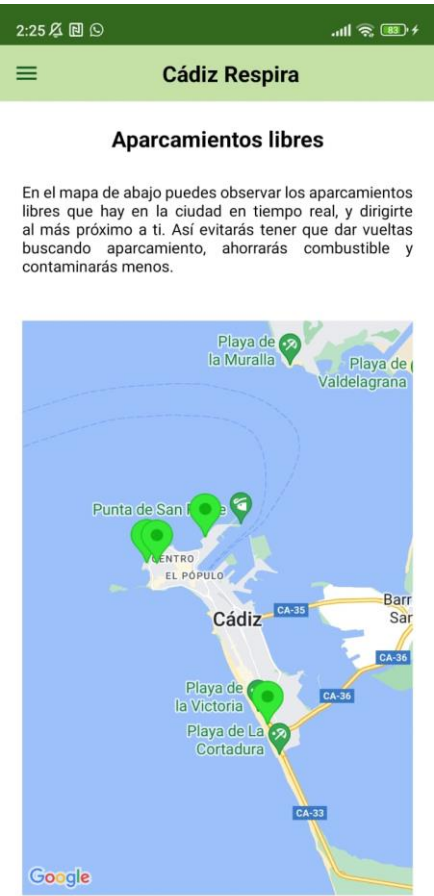 2:25
83
Cádiz Respira
Aparcamientos libres
En el mapa de abajo puedes observar los aparcamientos
libres que hay en la ciudad en tiempo real, y dirigirte
al más próximo a ti. Así evitarás tener que dar vueltas
buscando aparcamiento, ahorrarás combustible y
contaminarás menos.
Playa de
la Muralla
Playa de
Valdelagrana
Punta de San
CENTRO
EL PÓPULO
Cádiz
CA-35
CA-36
Playa de
la Victoria
CA-36
Playa de La
Cortadura
CA-33
Google